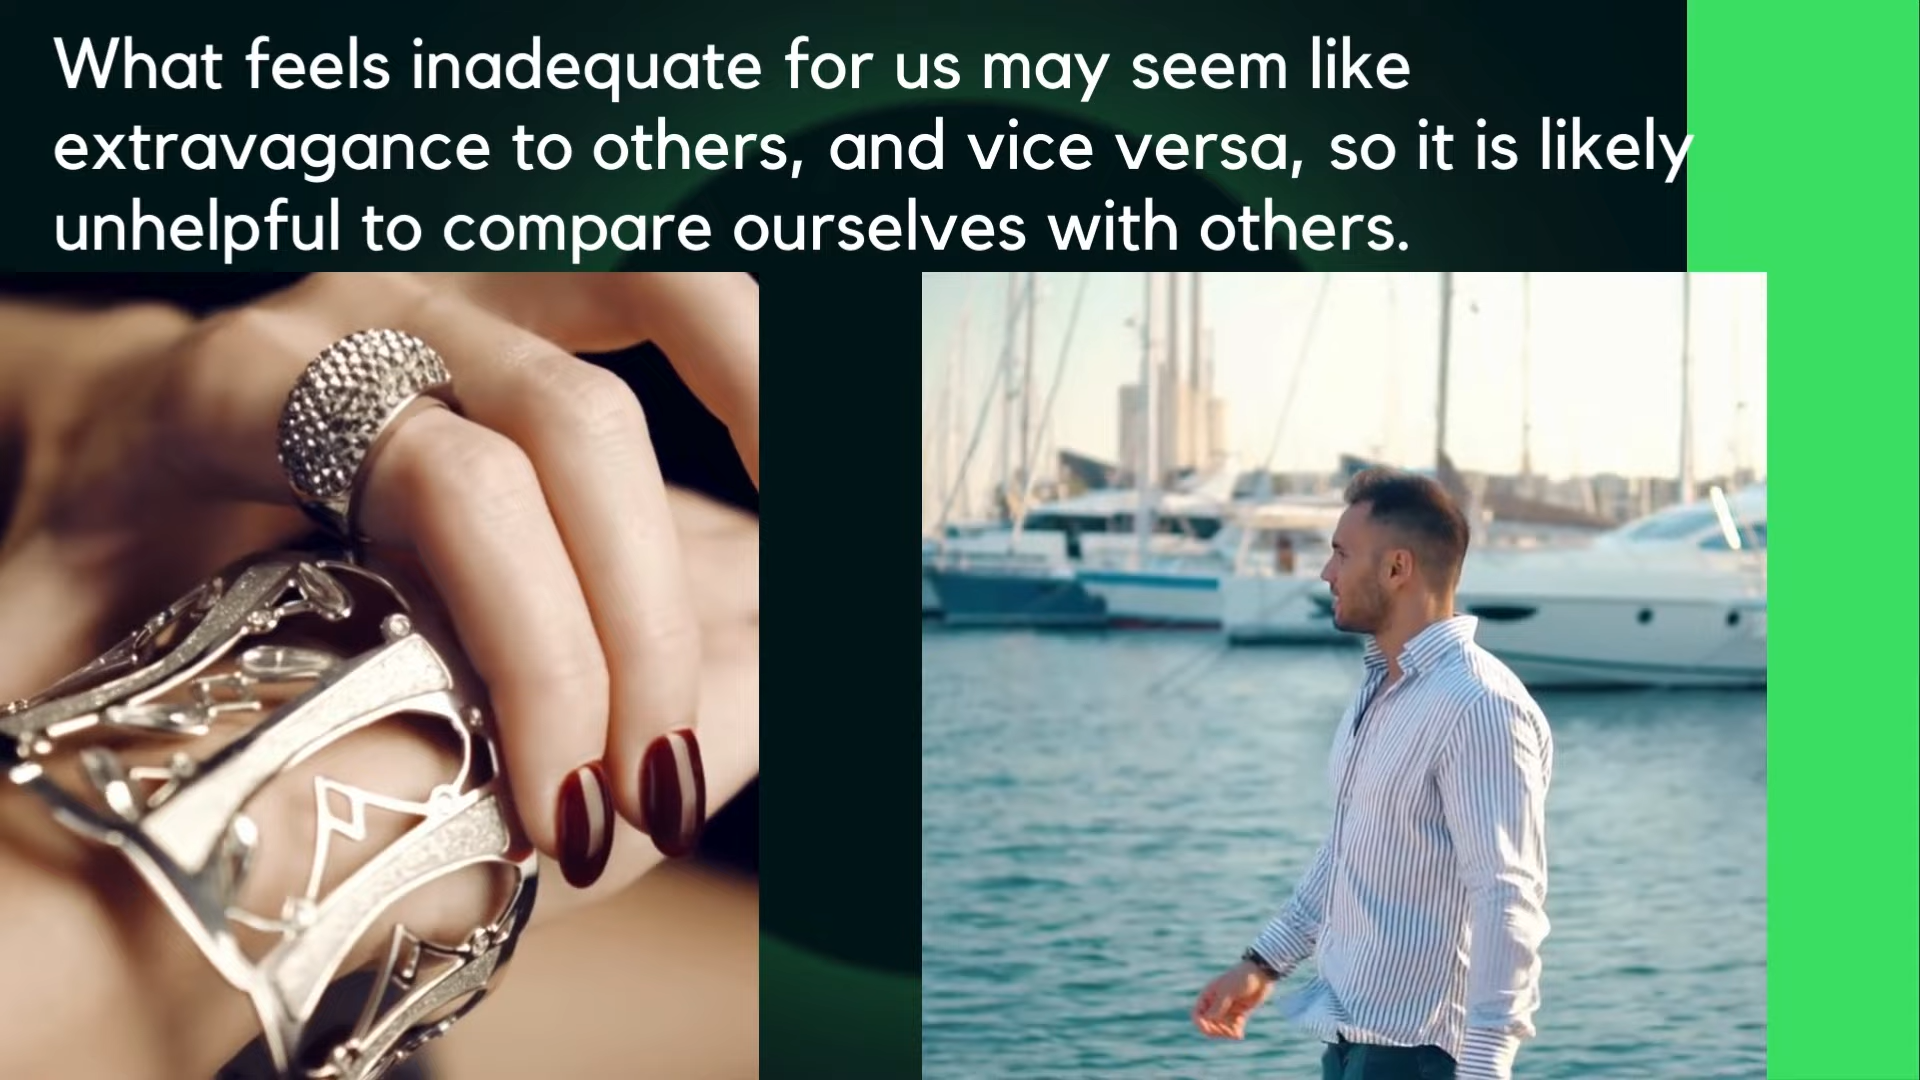 What feels inadequate for us may seem like
extravagance to others, and vice versa, so it is likely
unhelpful to compare ourselves with others.